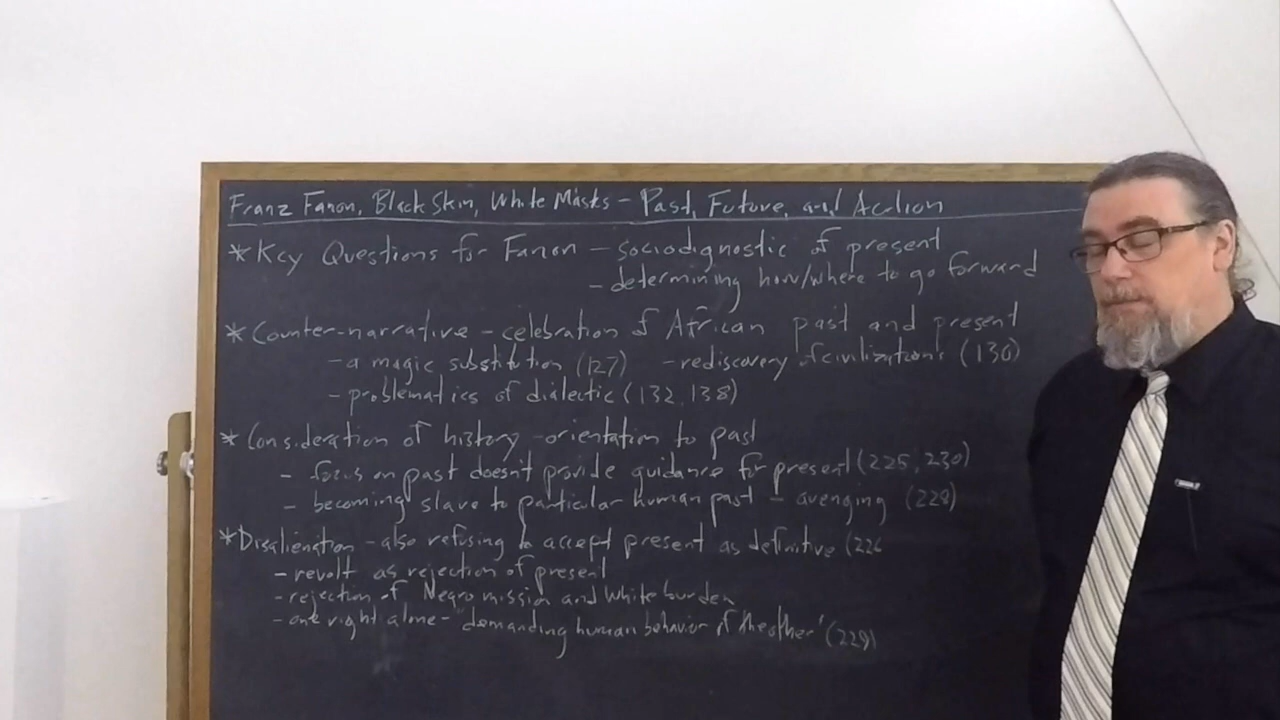 Franz Fanon, Black Skin, White Masks - Past, Future, and Action
* Key Questions for Fanon - sociodignostic of present
- determining how/where to go forward
* Counter-narrative - celebration of African past and present
- a magic substitution (127) - rediscovery of civilizations (130)
- problematics of dialectic (132, 138)
* Consideration of history - orientation to past
- focus on past doesn't provide guidance for present (225, 230)
- becoming slave to particular human past - avenging (228)
* Disalienation - also refusing to accept present as definitive (226
- revolt as rejection of present
- rejection of Negro mission and White burden
- one right alone - "demanding human behavior of the other" (229)